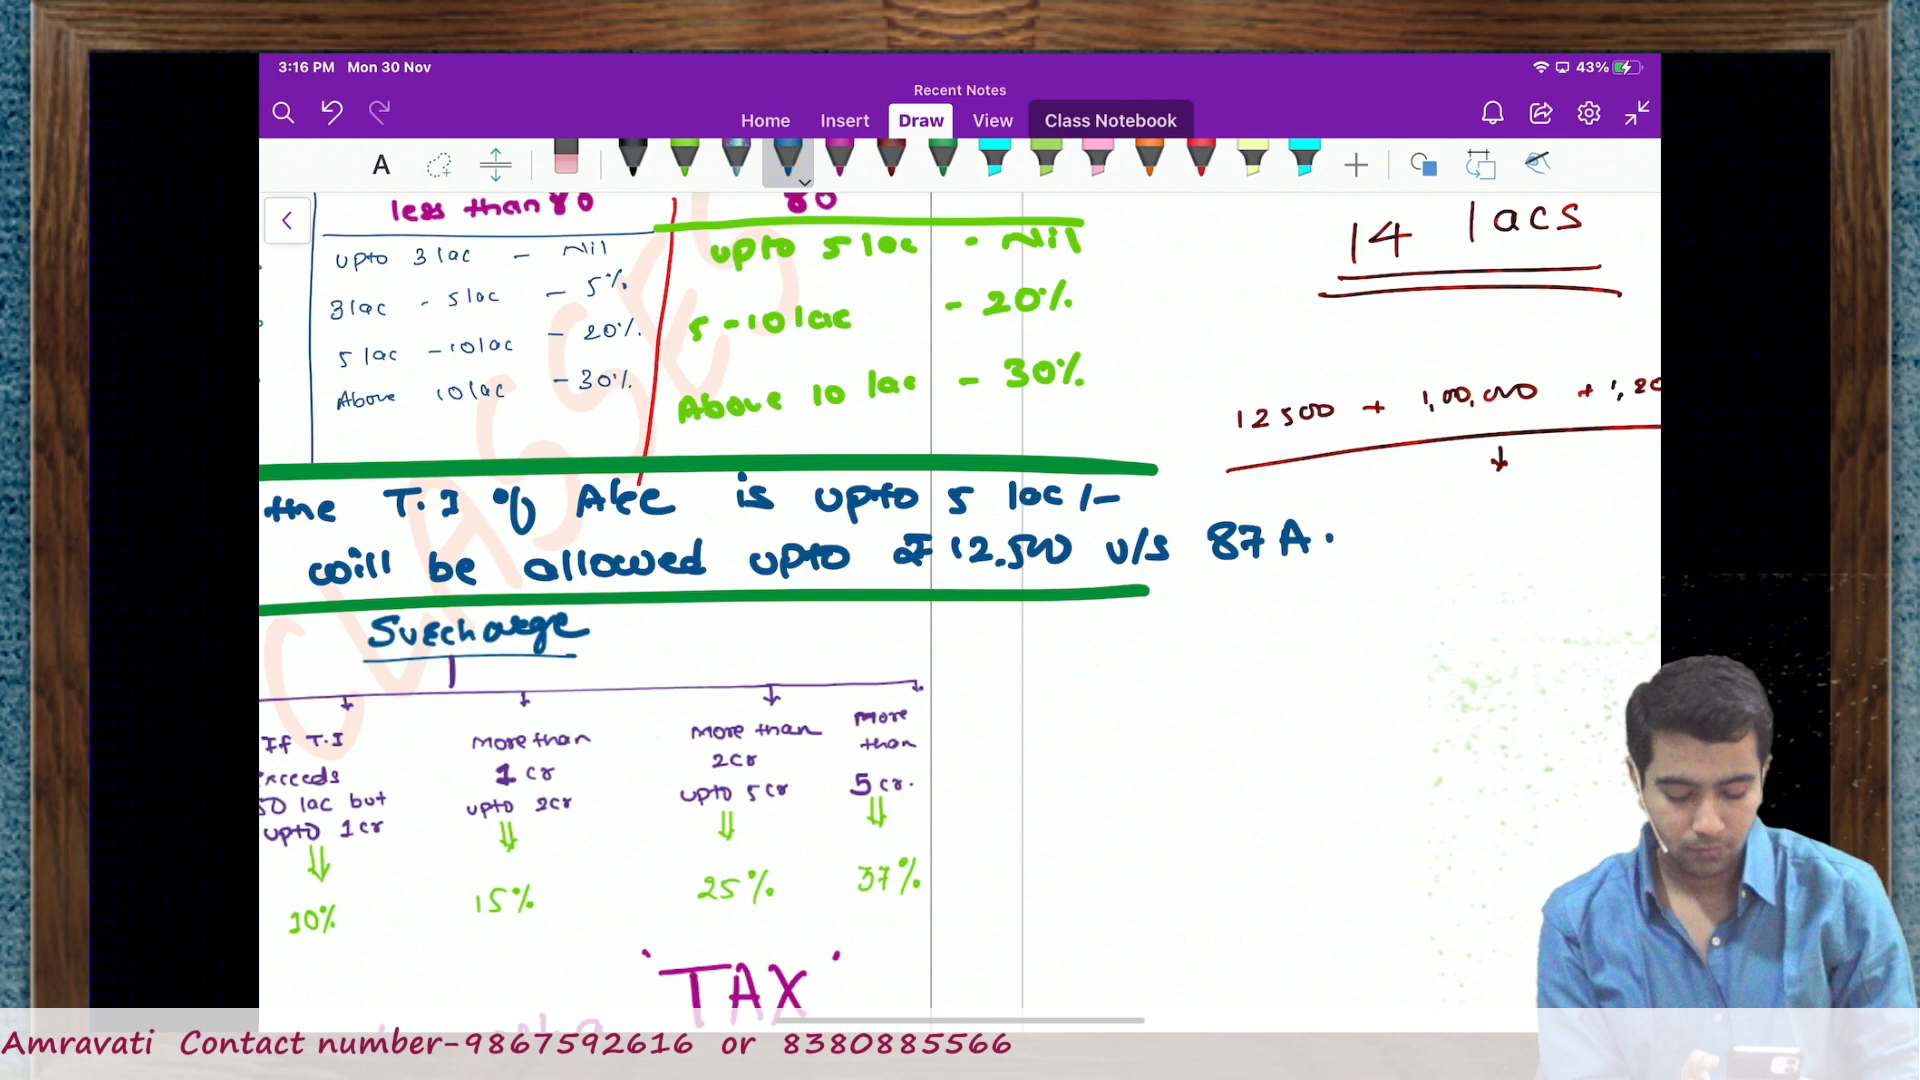 3:16 PM Mon 30 Nov
43%
Recent Notes
Home Insert Draw View Class Notebook
A
less than 80
80
upto 3 lac - Nil
3 lac - 5 lac - 5%
5 lac - 10 lac - 20%
Above 10 lac - 30%
upto 5 lac - Nil
5 - 10 lac - 20%
Above 10 lac - 30%
14 lacs
12500 + 1,00,000 + 1,20
the T.I of A/ee is upto 5 lac/-
will be allowed upto ₹ 12,500 u/s 87A.
Surcharge
If T.I
exceeds
50 lac but
upto 1 cr
10%
More than
1 cr
upto 2 cr
15%
More than
2 cr
upto 5 cr
25%
More
than
5 cr.
37%
'TAX'
CLASSES
Amravati Contact number-9867592616 or 8380885566